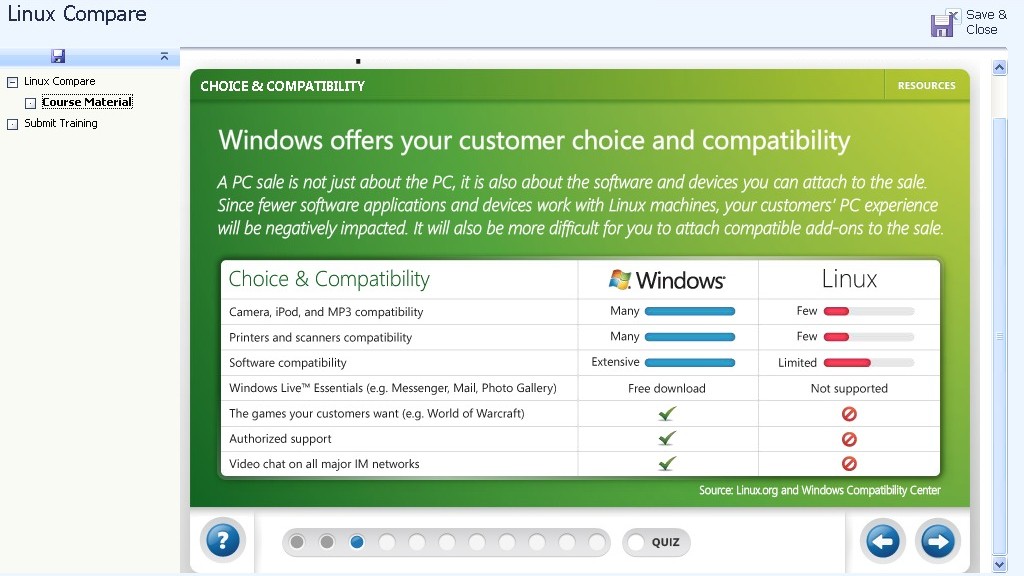 Linux Compare
Save &
Close
Linux Compare
Course Material
Submit Training
CHOICE & COMPATIBILITY
RESOURCES
Windows offers your customer choice and compatibility
A PC sale is not just about the PC, it is also about the software and devices you can attach to the sale.
Since fewer software applications and devices work with Linux machines, your customers' PC experience
will be negatively impacted. It will also be more difficult for you to attach compatible add-ons to the sale.
Choice & Compatibility Windows® Linux
Camera, iPod, and MP3 compatibility Many Few
Printers and scanners compatibility Many Few
Software compatibility Extensive Limited
Windows Live™ Essentials (e.g. Messenger, Mail, Photo Gallery) Free download Not supported
The games your customers want (e.g. World of Warcraft)
Authorized support
Video chat on all major IM networks
Source: Linux.org and Windows Compatibility Center
?
QUIZ